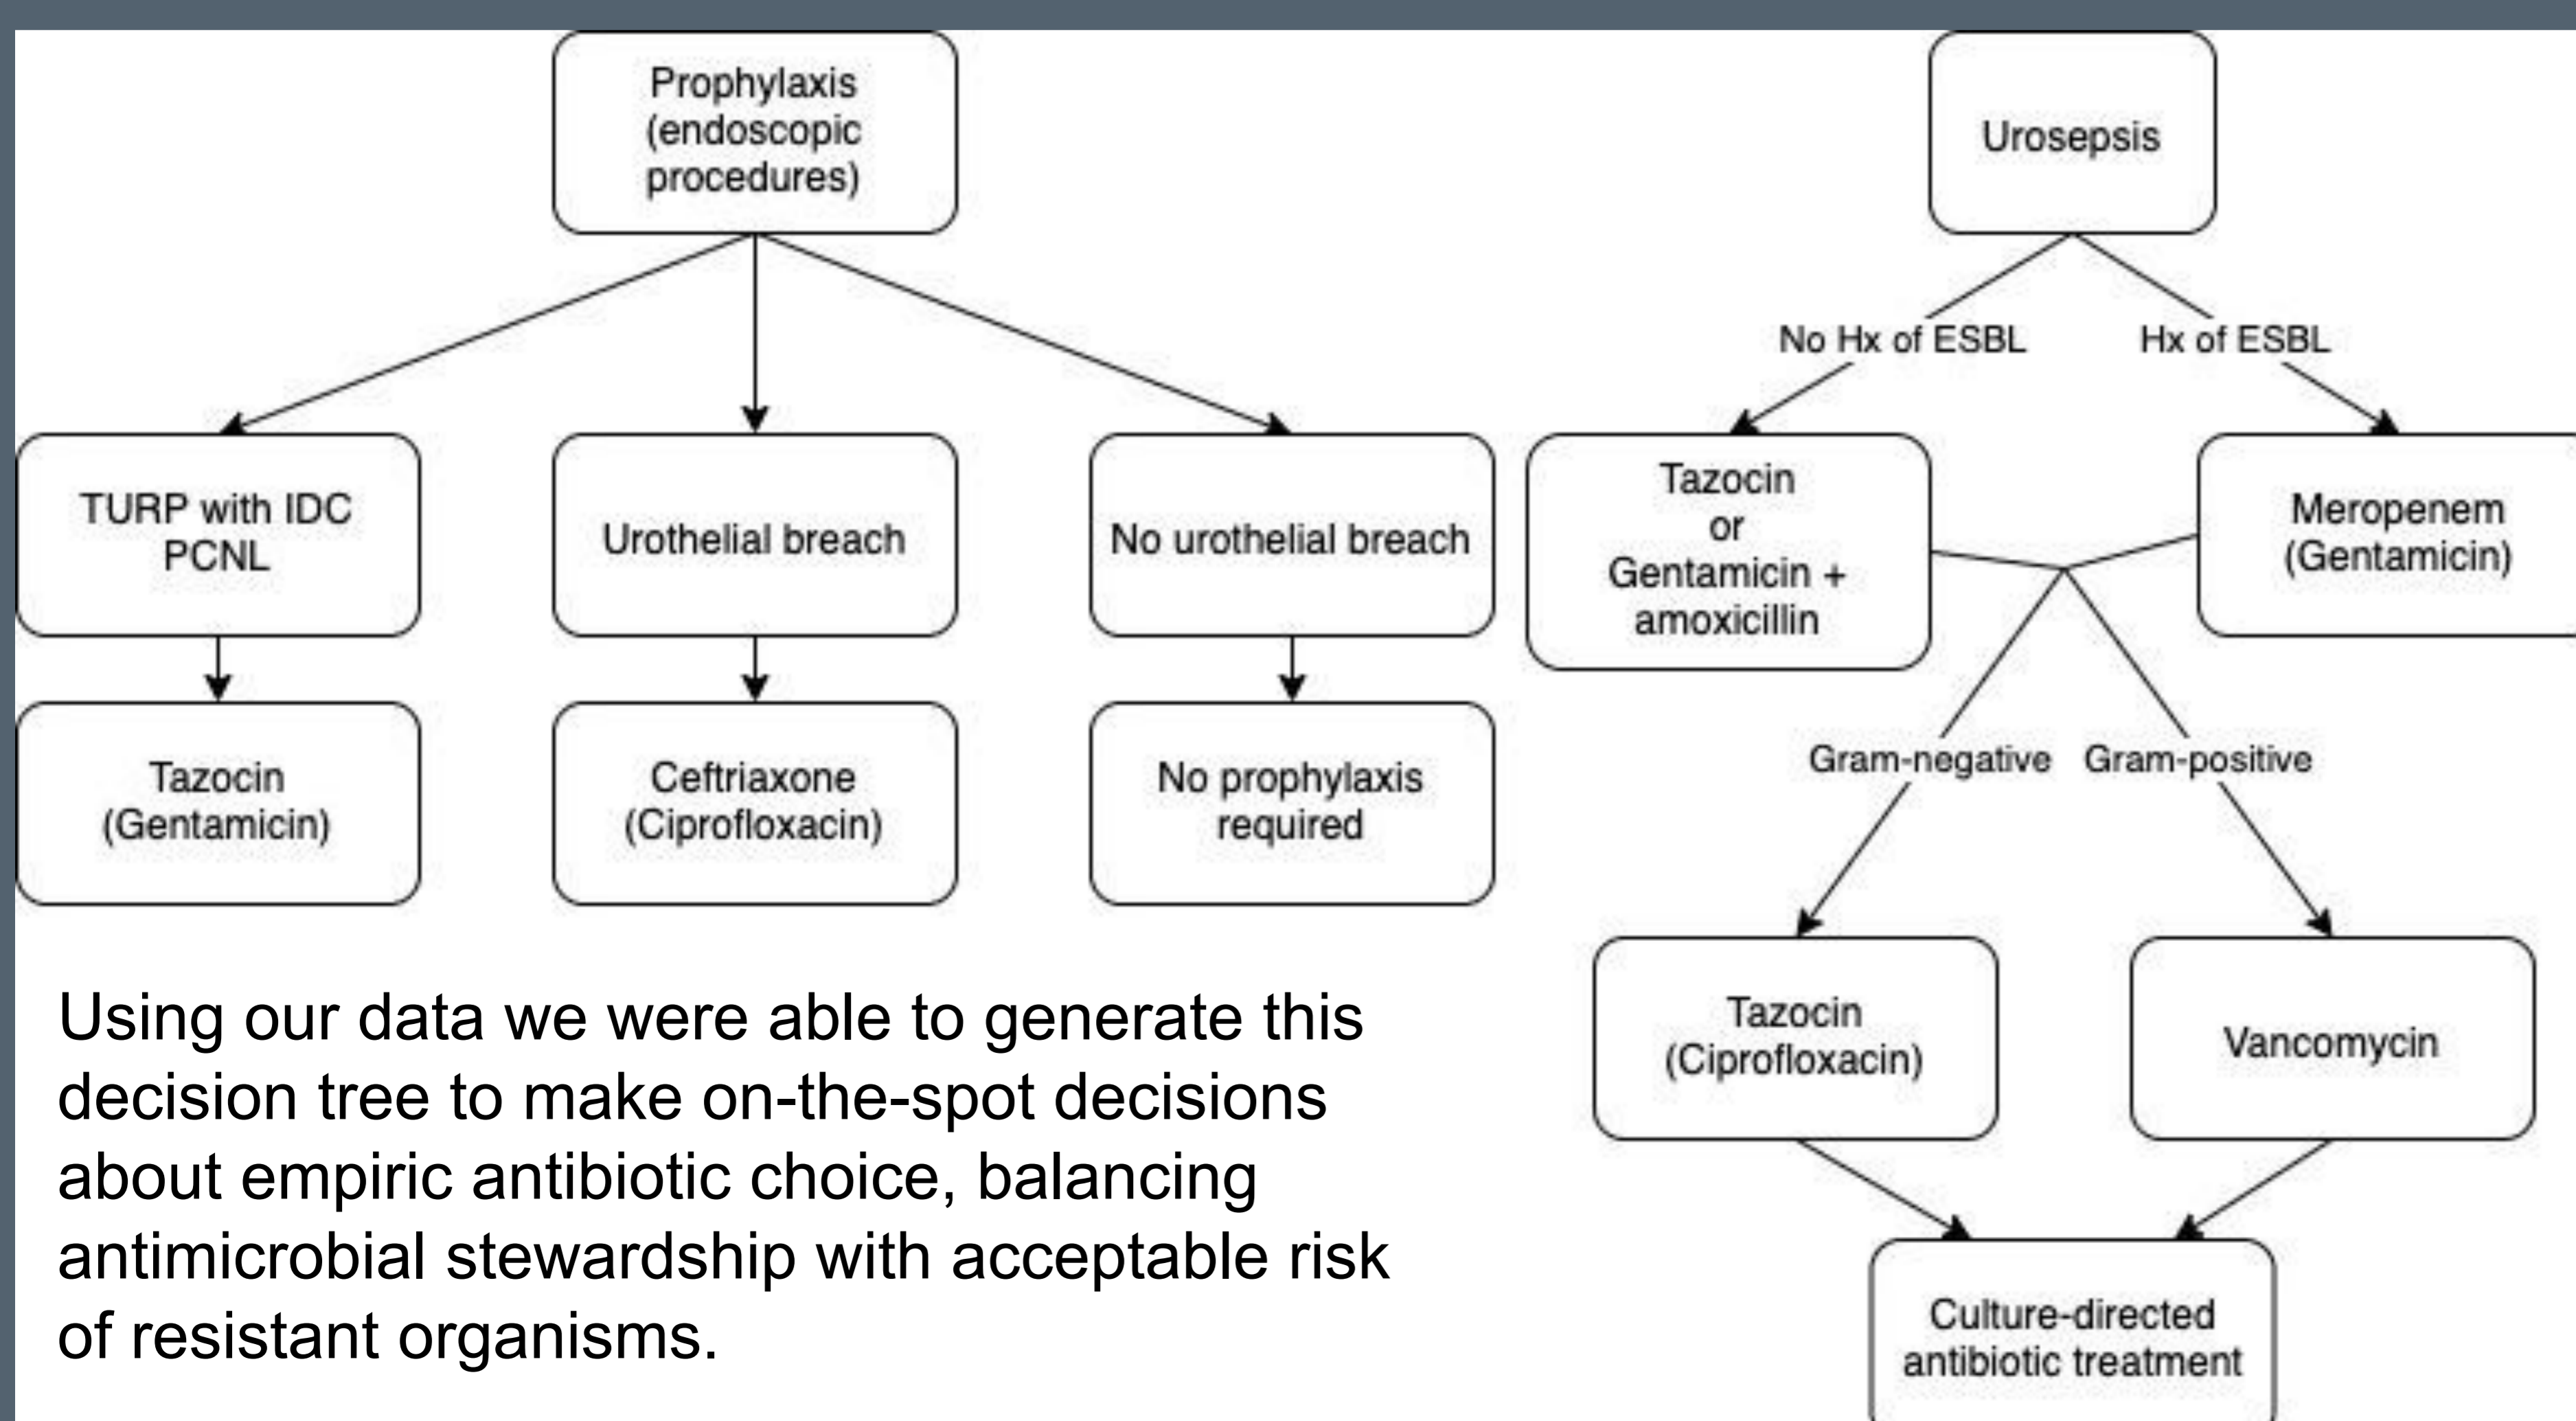 Prophylaxis
(endoscopic
procedures)
TURP with IDC
PCNL
Urothelial breach
No urothelial breach
Tazocin
(Gentamicin)
Ceftriaxone
(Ciprofloxacin)
No prophylaxis
required
Urosepsis
No Hx of ESBL
Hx of ESBL
Tazocin
or
Gentamicin +
amoxicillin
Meropenem
(Gentamicin)
Gram-negative
Gram-positive
Tazocin
(Ciprofloxacin)
Vancomycin
Culture-directed
antibiotic treatment
Using our data we were able to generate this
decision tree to make on-the-spot decisions
about empiric antibiotic choice, balancing
antimicrobial stewardship with acceptable risk
of resistant organisms.